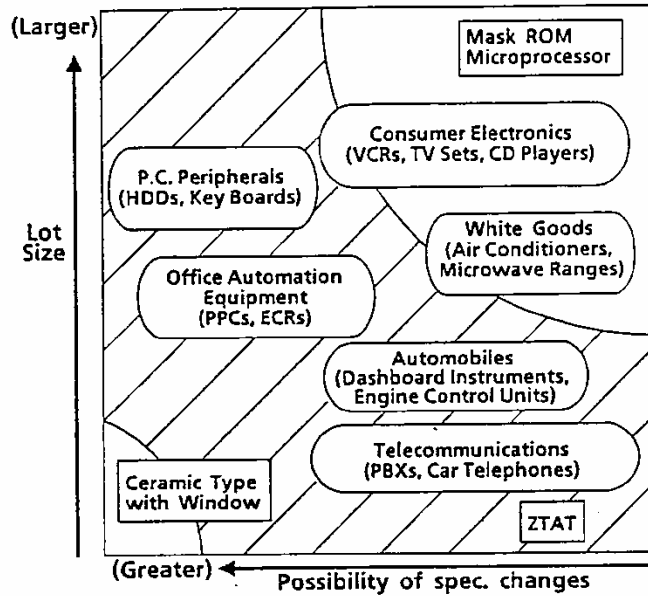 (Larger)
Mask ROM
Microprocessor
Consumer Electronics
(VCRs, TV Sets, CD Players)
P.C. Peripherals
(HDDs, Key Boards)
Lot
Size
White Goods
(Air Conditioners,
Microwave Ranges)
Office Automation
Equipment
(PPCs, ECRs)
Automobiles
(Dashboard Instruments,
Engine Control Units)
Telecommunications
(PBXs, Car Telephones)
Ceramic Type
with Window
ZTAT
(Greater)
Possibility of spec. changes